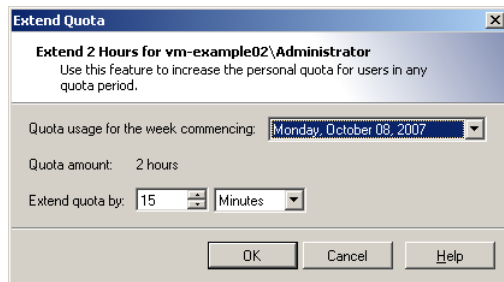 Extend Quota
Extend 2 Hours for vm-example02\Administrator
Use this feature to increase the personal quota for users in any
quota period.
Quota usage for the week commencing: Monday, October 08, 2007
Quota amount: 2 hours
Extend quota by: 15 Minutes
OK Cancel Help